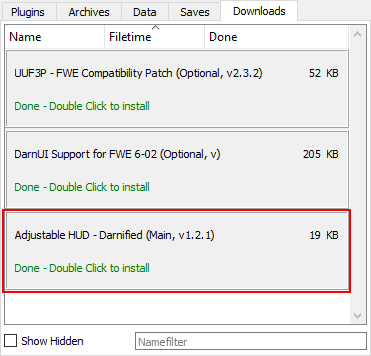 Plugins Archives Data Saves Downloads
Name Filetime Done
UUF3P - FWE Compatibility Patch (Optional, v2.3.2) 52 KB
Done - Double Click to install
DarnUI Support for FWE 6-02 (Optional, v) 205 KB
Done - Double Click to install
Adjustable HUD - Darnified (Main, v1.2.1) 19 KB
Done - Double Click to install
Show Hidden Namefilter